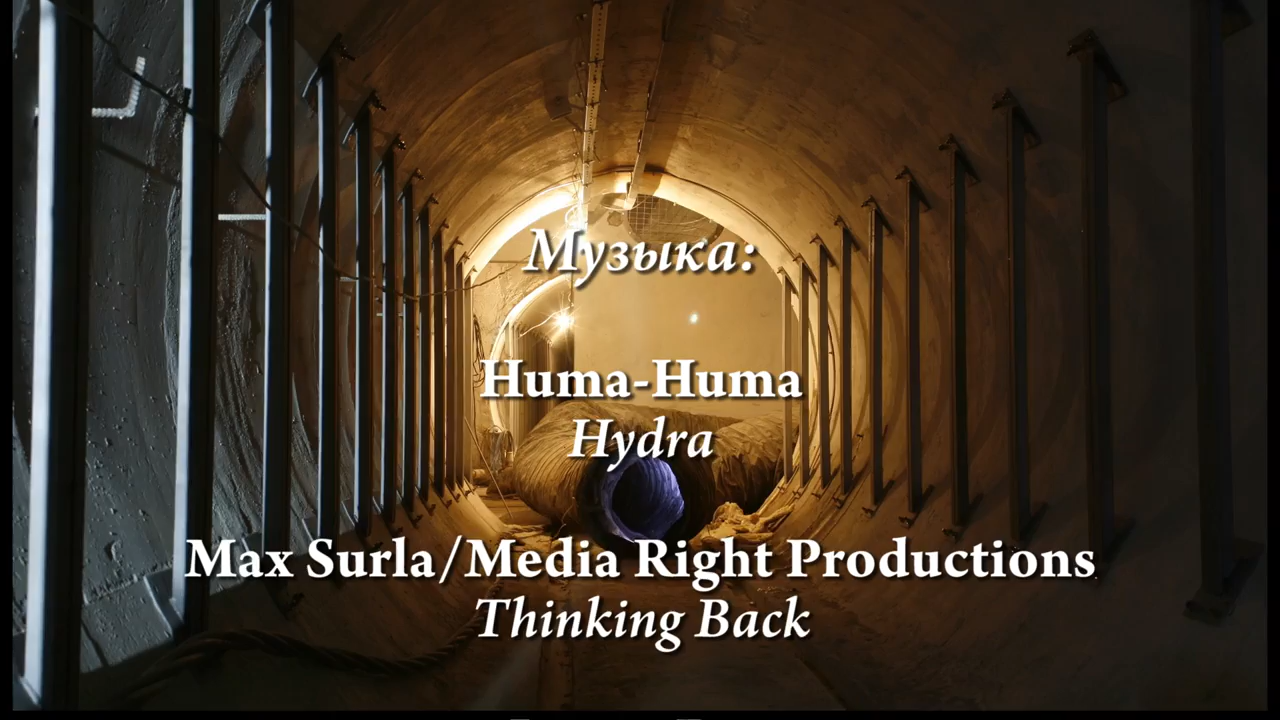 Музыка:
Huma-Huma
Hydra
Max Surla/Media Right Productions
Thinking Back